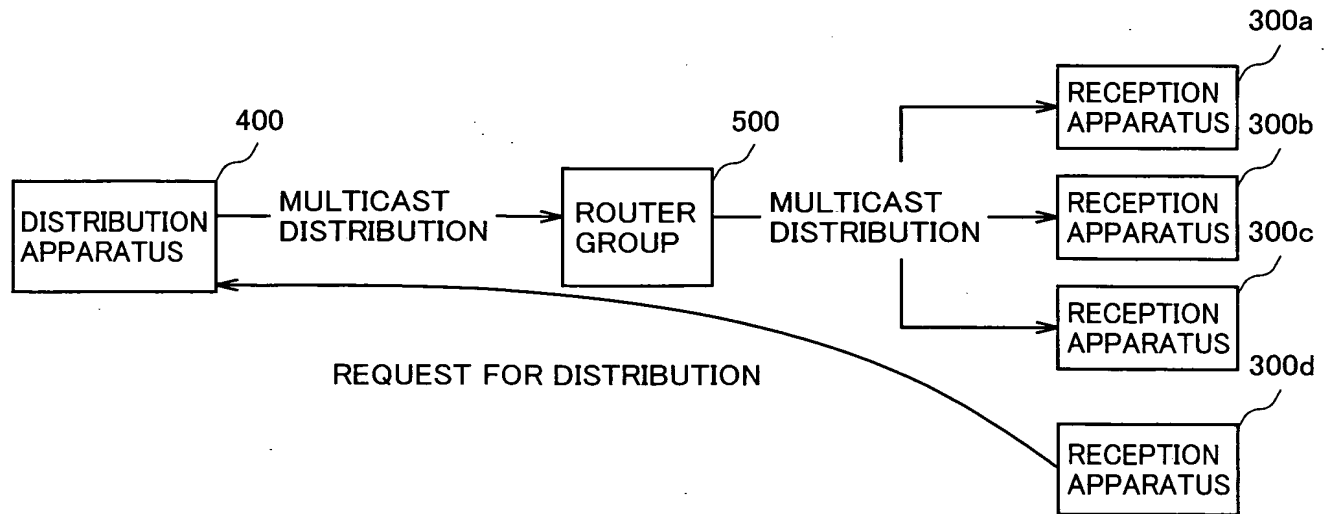 300a
RECEPTION
APPARATUS
400
500
300b
DISTRIBUTION
APPARATUS
MULTICAST
DISTRIBUTION
ROUTER
GROUP
MULTICAST
DISTRIBUTION
RECEPTION
APPARATUS
300c
RECEPTION
APPARATUS
REQUEST FOR DISTRIBUTION
300d
RECEPTION
APPARATUS